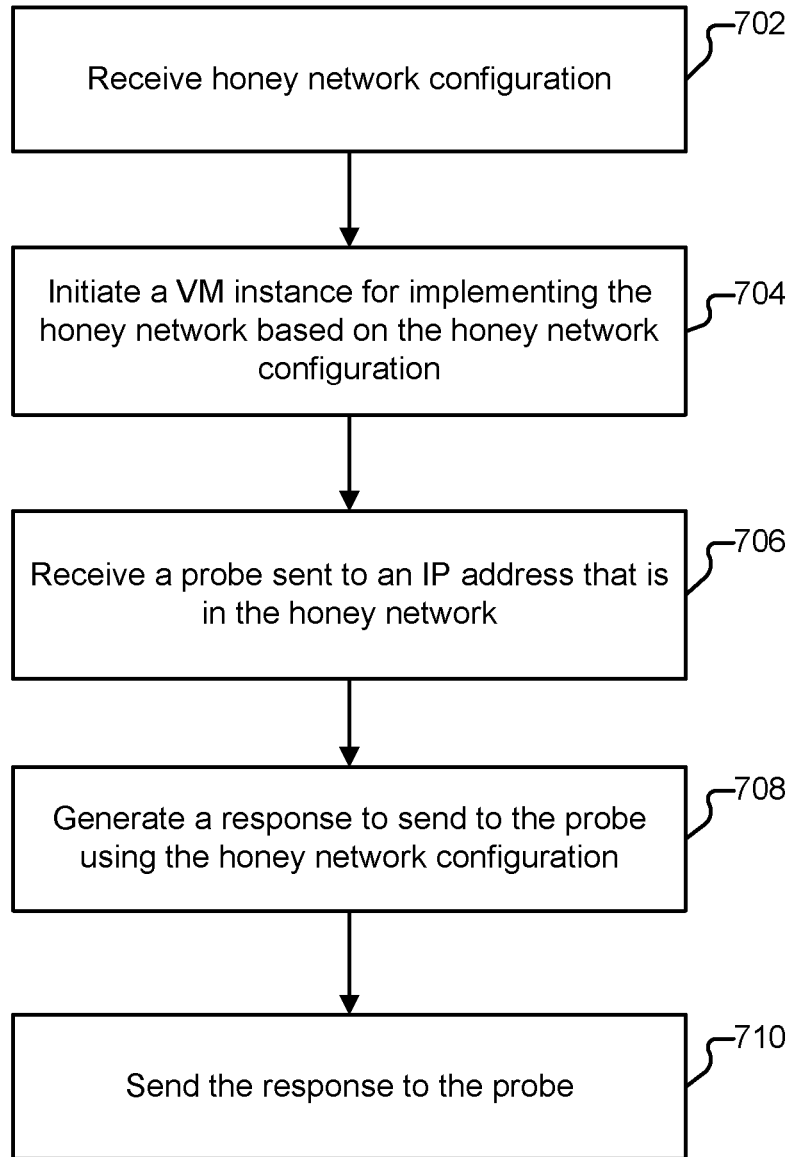 702
Receive honey network configuration
704
Initiate a VM instance for implementing the
honey network based on the honey network
configuration
706
Receive a probe sent to an IP address that is
in the honey network
708
Generate a response to send to the probe
using the honey network configuration
710
Send the response to the probe